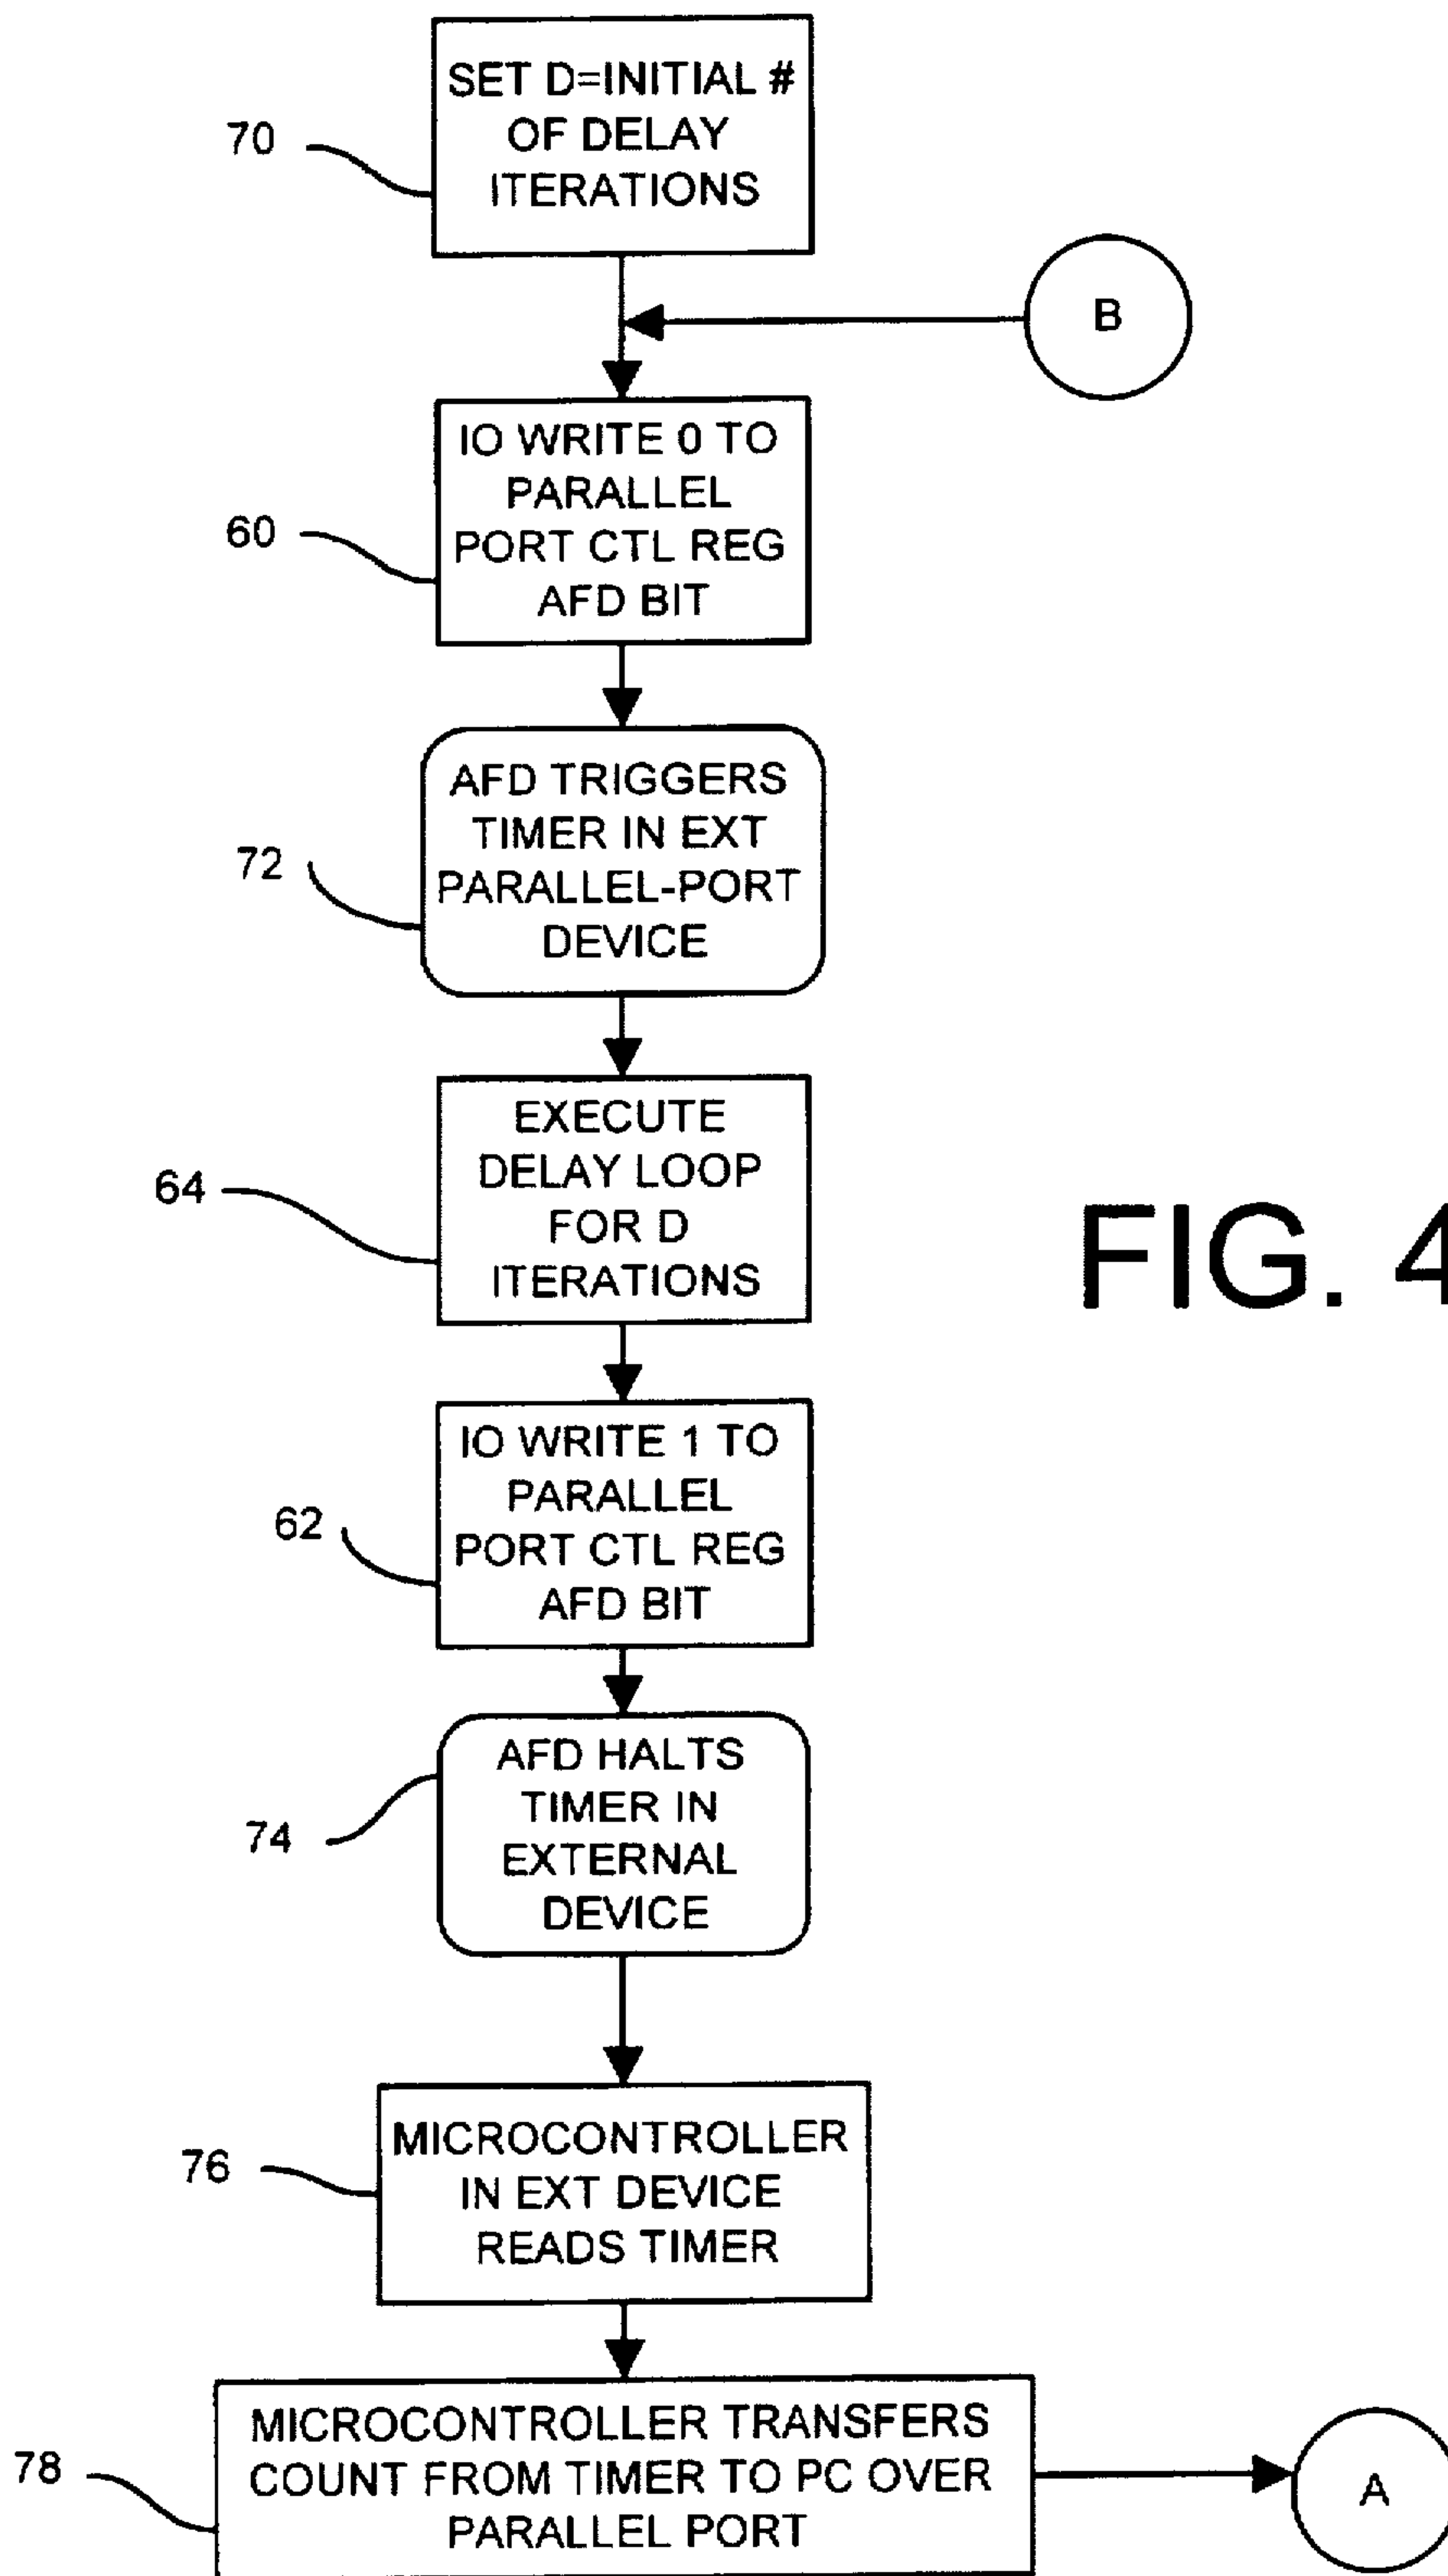 SET D=INITIAL #
OF DELAY
ITERATIONS
70
B
IO WRITE 0 TO
PARALLEL
PORT CTL REG
AFD BIT
60
AFD TRIGGERS
TIMER IN EXT
PARALLEL-PORT
DEVICE
72
EXECUTE
DELAY LOOP
FOR D
ITERATIONS
64
FIG. 4
IO WRITE 1 TO
PARALLEL
PORT CTL REG
AFD BIT
62
AFD HALTS
TIMER IN
EXTERNAL
DEVICE
74
MICROCONTROLLER
IN EXT DEVICE
READS TIMER
76
MICROCONTROLLER TRANSFERS
COUNT FROM TIMER TO PC OVER
PARALLEL PORT
78
A